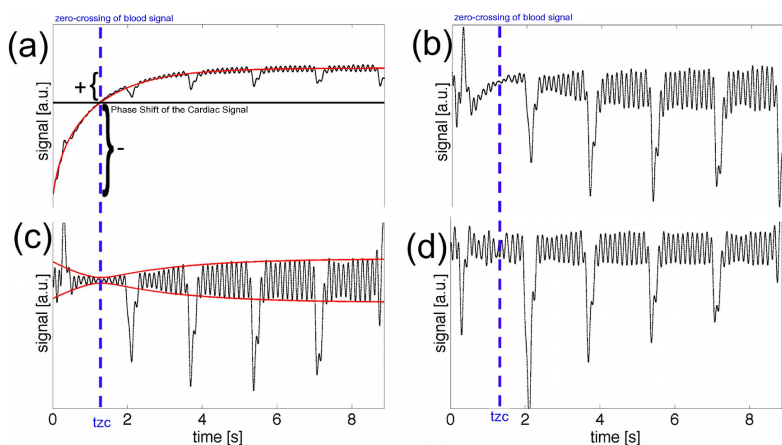 zero-crossing of blood signal
(a)
+{
Phase Shift of the Cardiac Signal
} -
signal [a.u.]
zero-crossing of blood signal
(b)
signal [a.u.]
(c)
signal [a.u.]
0 2 4 6 8
tzc
time [s]
(d)
signal [a.u.]
0 2 4 6 8
tzc
time [s]